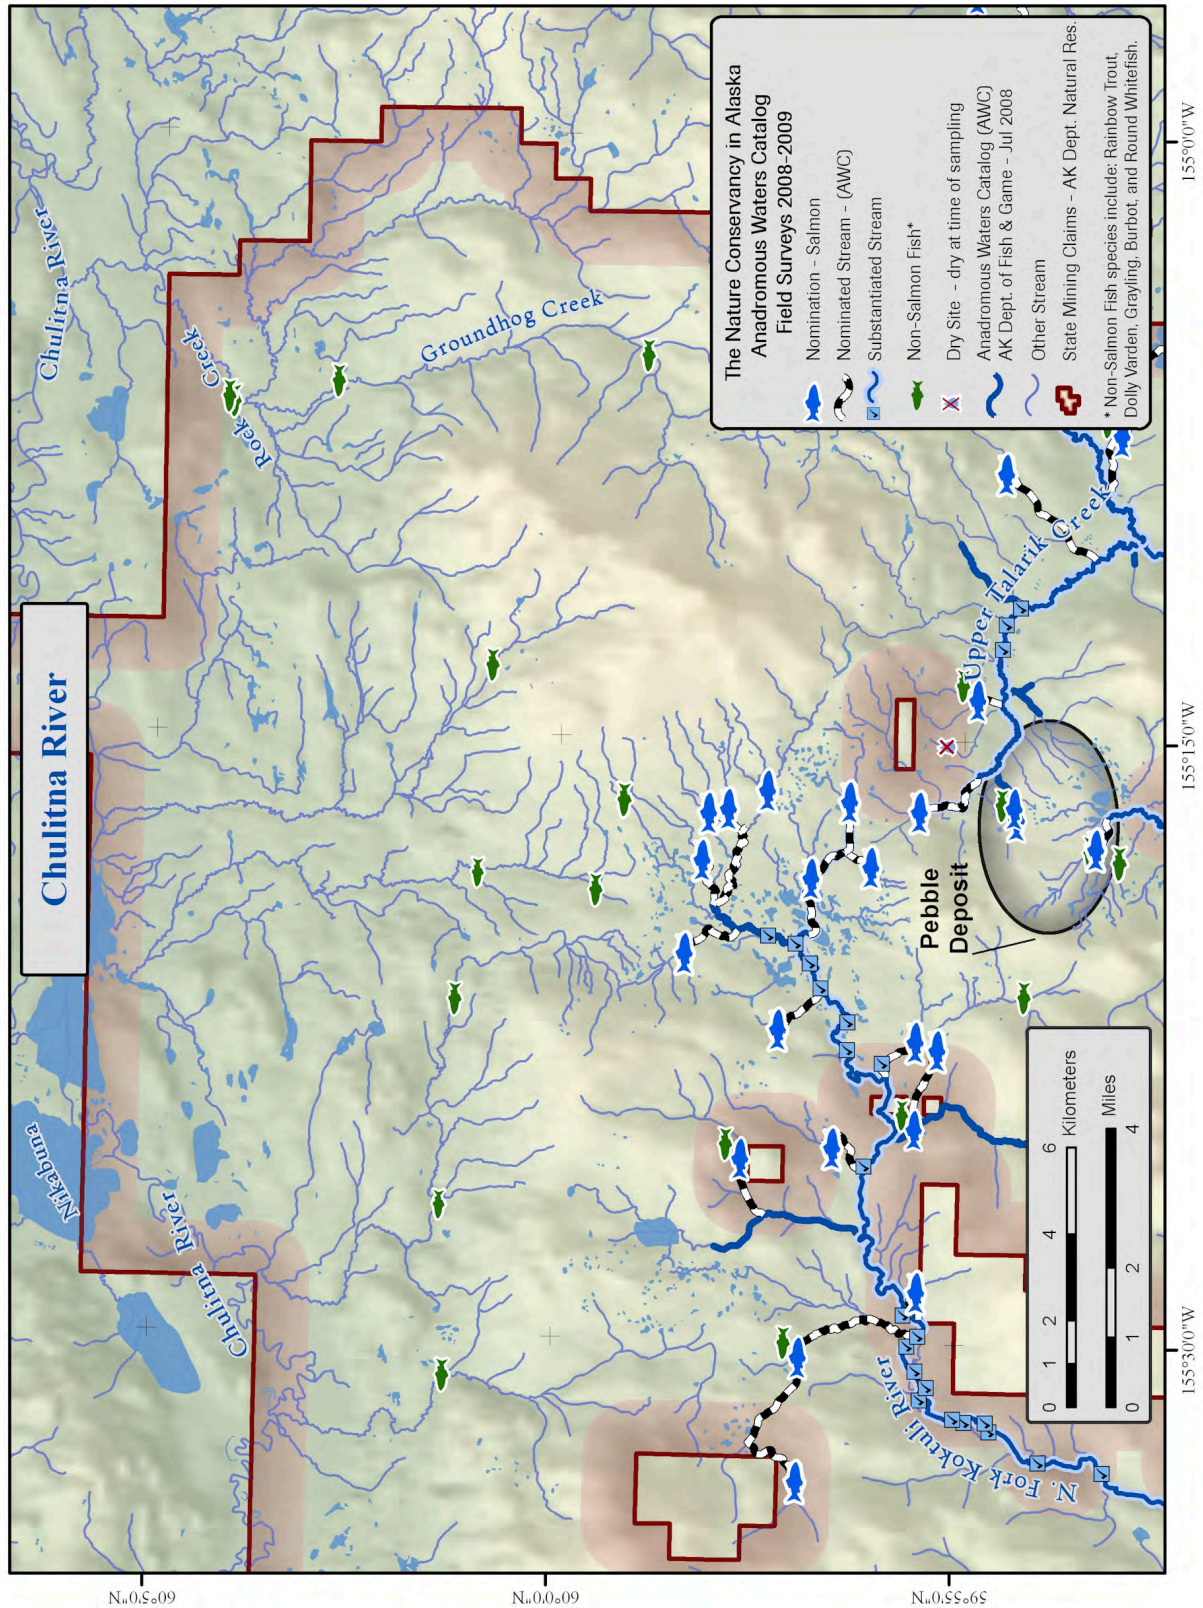 Chulitna River
Chulitna River
Nikabuna
Chulitna River
Rock Creek
Groundhog Creek
Upper Talarik Creek
N. Fork Koktuli River
Pebble
Deposit
The Nature Conservancy in Alaska
Anadromous Waters Catalog
Field Surveys 2008-2009
Nomination - Salmon
Nominated Stream - (AWC)
Substantiated Stream
Non-Salmon Fish*
Dry Site - dry at time of sampling
Anadromous Waters Catalog (AWC)
AK Dept. of Fish & Game - Jul 2008
Other Stream
State Mining Claims - AK Dept. Natural Res.
* Non-Salmon Fish species include: Rainbow Trout,
Dolly Varden, Grayling, Burbot, and Round Whitefish.
0 1 2 4 6
Kilometers
Miles
0 1 2 4
60°5'0"N
60°0'0"N
59°55'0"N
155°30'0"W
155°15'0"W
155°0'0"W